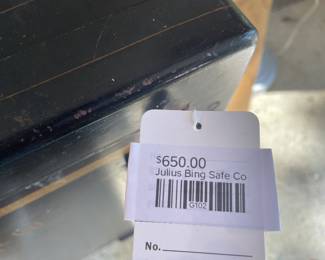 $650.00
Julius Bing Safe Co
G102
No.